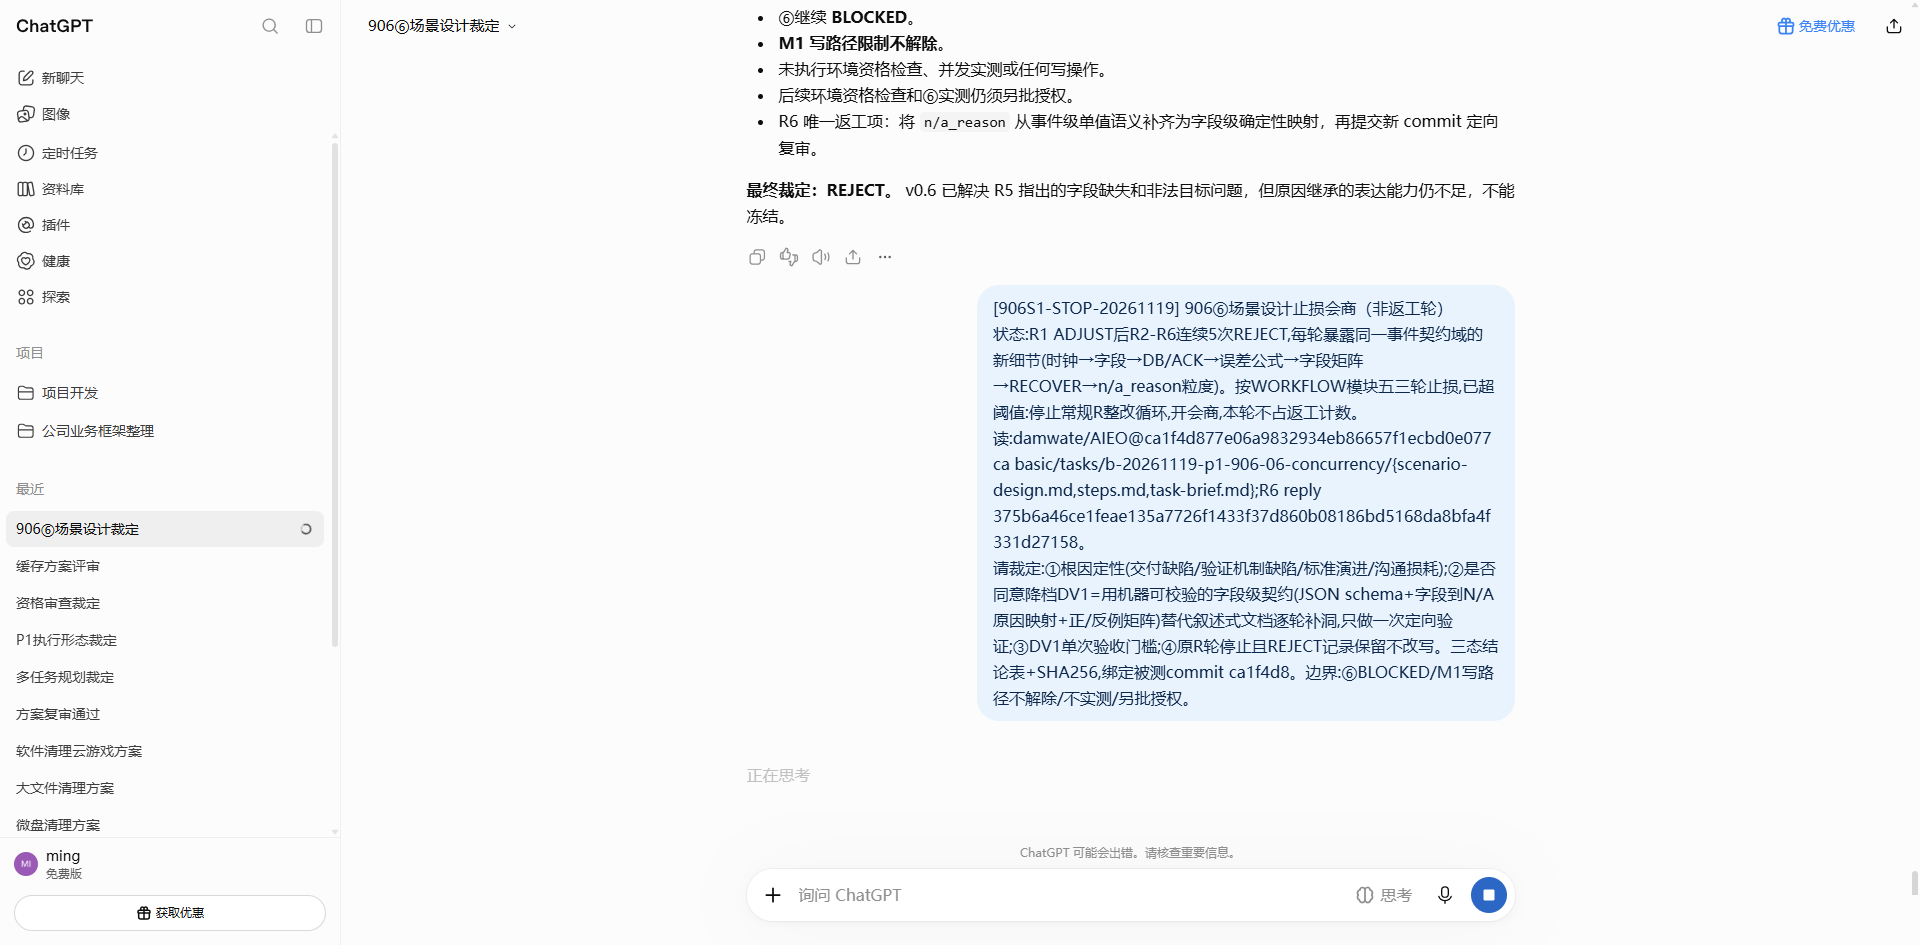 ChatGPT
新聊天
图像
定时任务
资料库
插件
健康
探索
项目
项目开发
公司业务框架整理
最近
906⑥场景设计裁定
缓存方案评审
资格审查裁定
P1执行形态裁定
多任务规划裁定
方案复审通过
软件清理云游戏方案
大文件清理方案
微盘清理方案
MI
ming
免费版
获取优惠
906⑥场景设计裁定
免费优惠
⑥继续 BLOCKED。
M1 写路径限制不解除。
未执行环境资格检查、并发实测或任何写操作。
后续环境资格检查和⑥实测仍须另批授权。
R6 唯一返工项：将 n/a_reason 从事件级单值语义补齐为字段级确定性映射，再提交新 commit 定向
复审。
最终裁定：REJECT。 v0.6 已解决 R5 指出的字段缺失和非法目标问题，但原因继承的表达能力仍不足，不能
冻结。
[906S1-STOP-20261119] 906⑥场景设计止损会商（非返工轮）
状态:R1 ADJUST后R2-R6连续5次REJECT,每轮暴露同一事件契约域的
新细节(时钟→字段→DB/ACK→误差公式→字段矩阵
→RECOVER→n/a_reason粒度)。按WORKFLOW模块五三轮止损,已超
阈值:停止常规R整改循环,开会商,本轮不占返工计数。
读:damwate/AIEO@ca1f4d877e06a9832934eb86657f1ecbd0e077
ca basic/tasks/b-20261119-p1-906-06-concurrency/{scenario-
design.md,steps.md,task-brief.md};R6 reply
375b6a46ce1feae135a7726f1433f37d860b08186bd5168da8bfa4f
331d27158。
请裁定:①根因定性(交付缺陷/验证机制缺陷/标准演进/沟通损耗);②是否
同意降档DV1=用机器可校验的字段级契约(JSON schema+字段到N/A
原因映射+正/反例矩阵)替代叙述式文档逐轮补洞,只做一次定向验
证;③DV1单次验收门槛;④原R轮停止且REJECT记录保留不改写。三态结
论表+SHA256,绑定被测commit ca1f4d8。边界:⑥BLOCKED/M1写路
径不解除/不实测/另批授权。
正在思考
ChatGPT 可能会出错。请核查重要信息。
询问 ChatGPT
思考